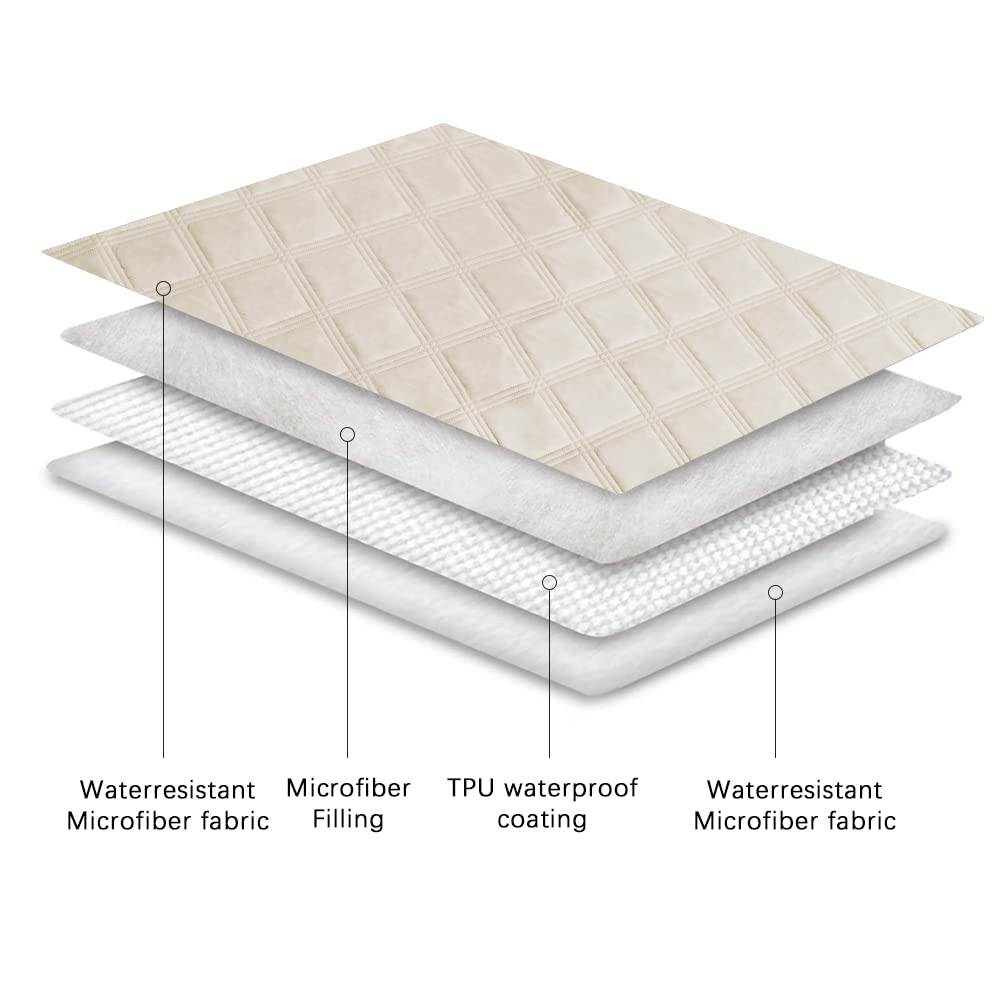 Waterresistant
Microfiber fabric
Microfiber
Filling
TPU waterproof
coating
Waterresistant
Microfiber fabric